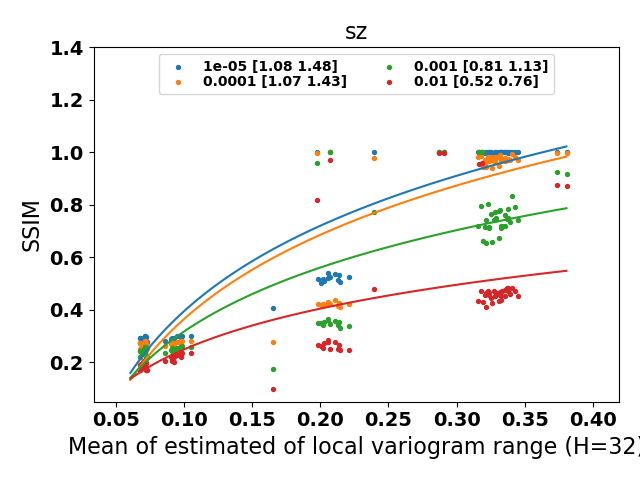 sz
1e-05 [1.08 1.48]
0.0001 [1.07 1.43]
0.001 [0.81 1.13]
0.01 [0.52 0.76]
SSIM
1.4
1.2
1.0
0.8
0.6
0.4
0.2
0.05 0.10 0.15 0.20 0.25 0.30 0.35 0.40
Mean of estimated of local variogram range (H=32)